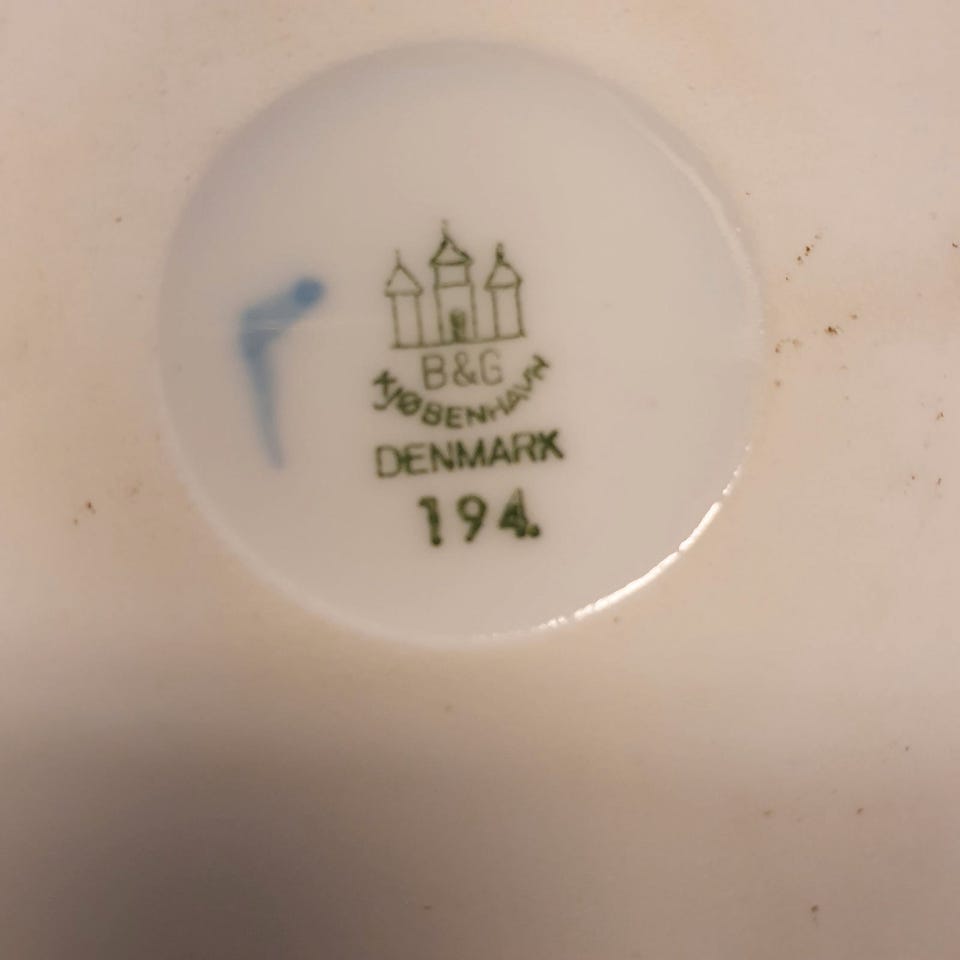 B&G
KJØBENHAVN
DENMARK
194.